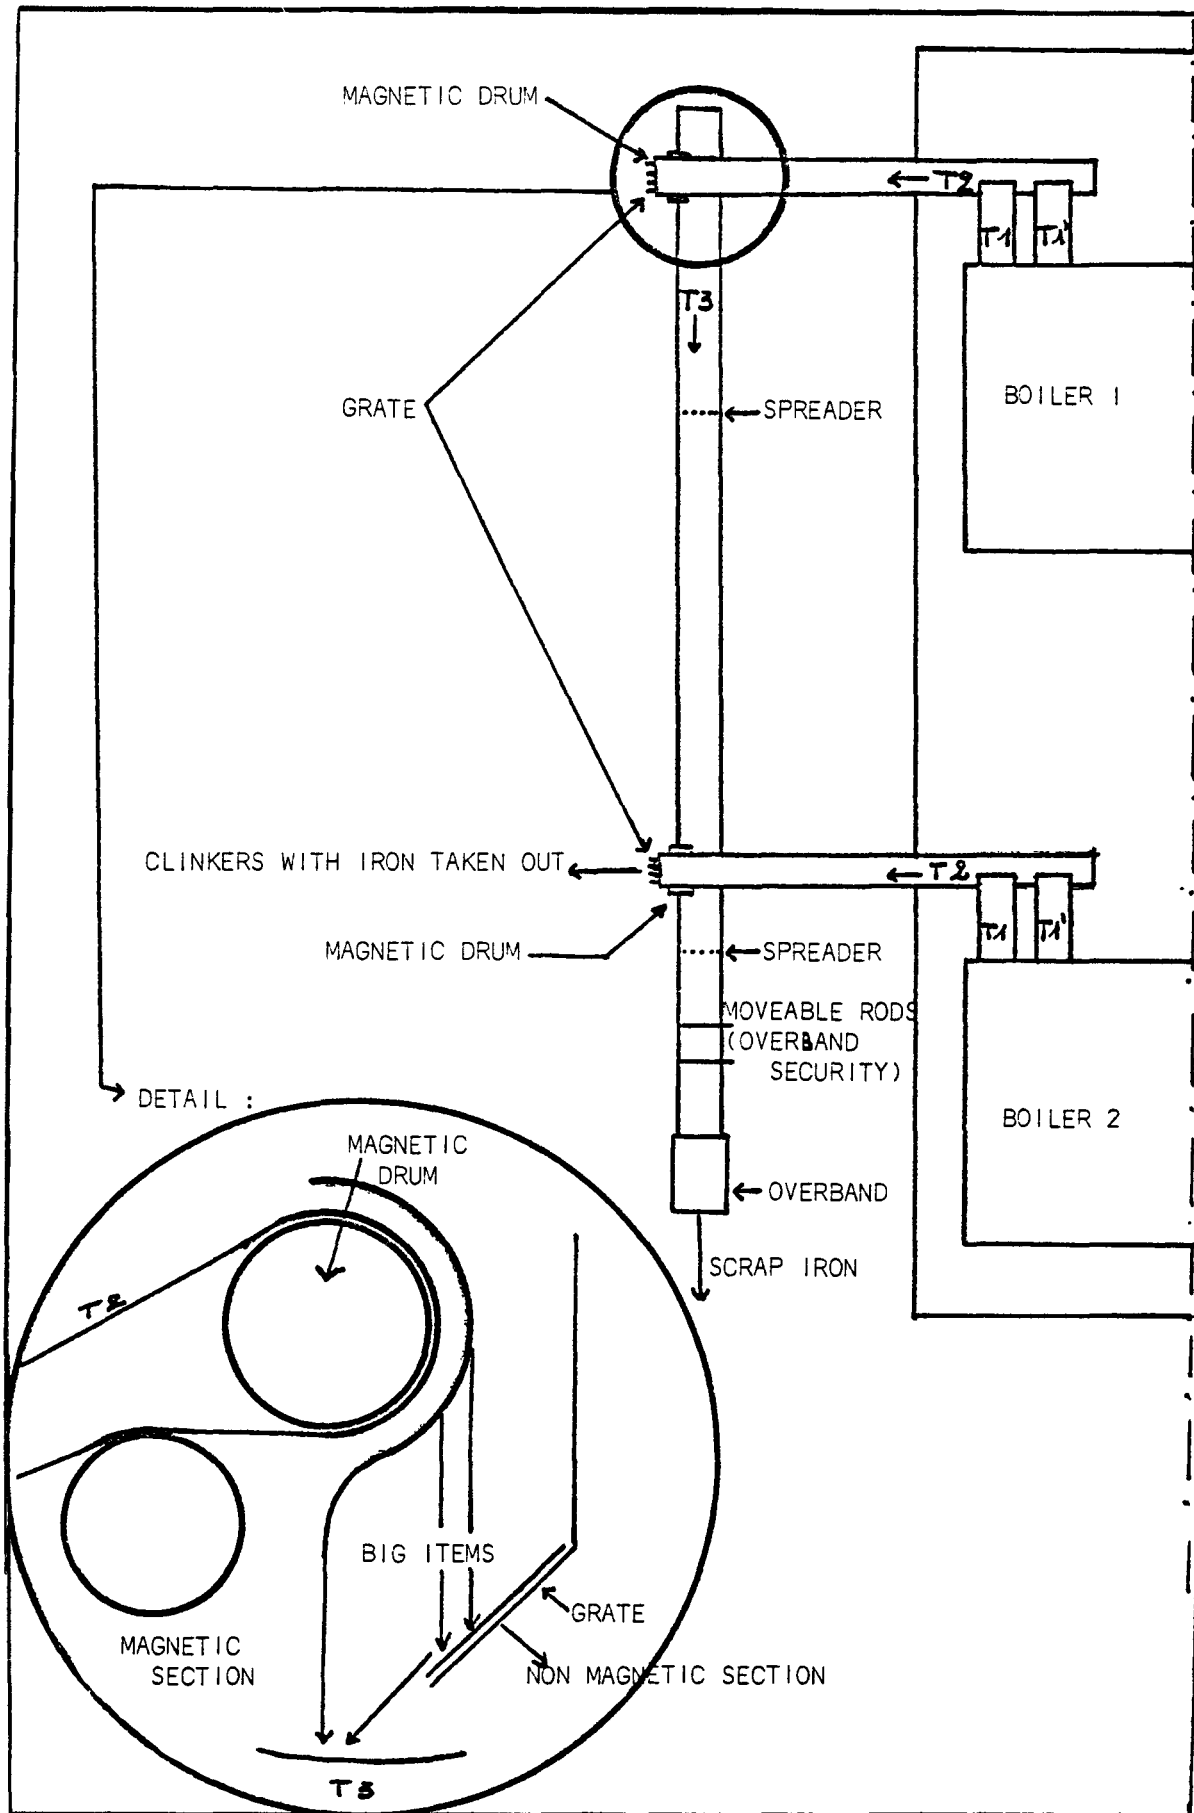 MAGNETIC DRUM
T2
T1 T1'
T3
BOILER 1
GRATE
SPREADER
CLINKERS WITH IRON TAKEN OUT
T2
T1 T1'
MAGNETIC DRUM
SPREADER
MOVEABLE RODS
(OVERBAND
SECURITY)
DETAIL :
BOILER 2
MAGNETIC
DRUM
OVERBAND
SCRAP IRON
T2
BIG ITEMS
GRATE
MAGNETIC
SECTION
NON MAGNETIC SECTION
T3